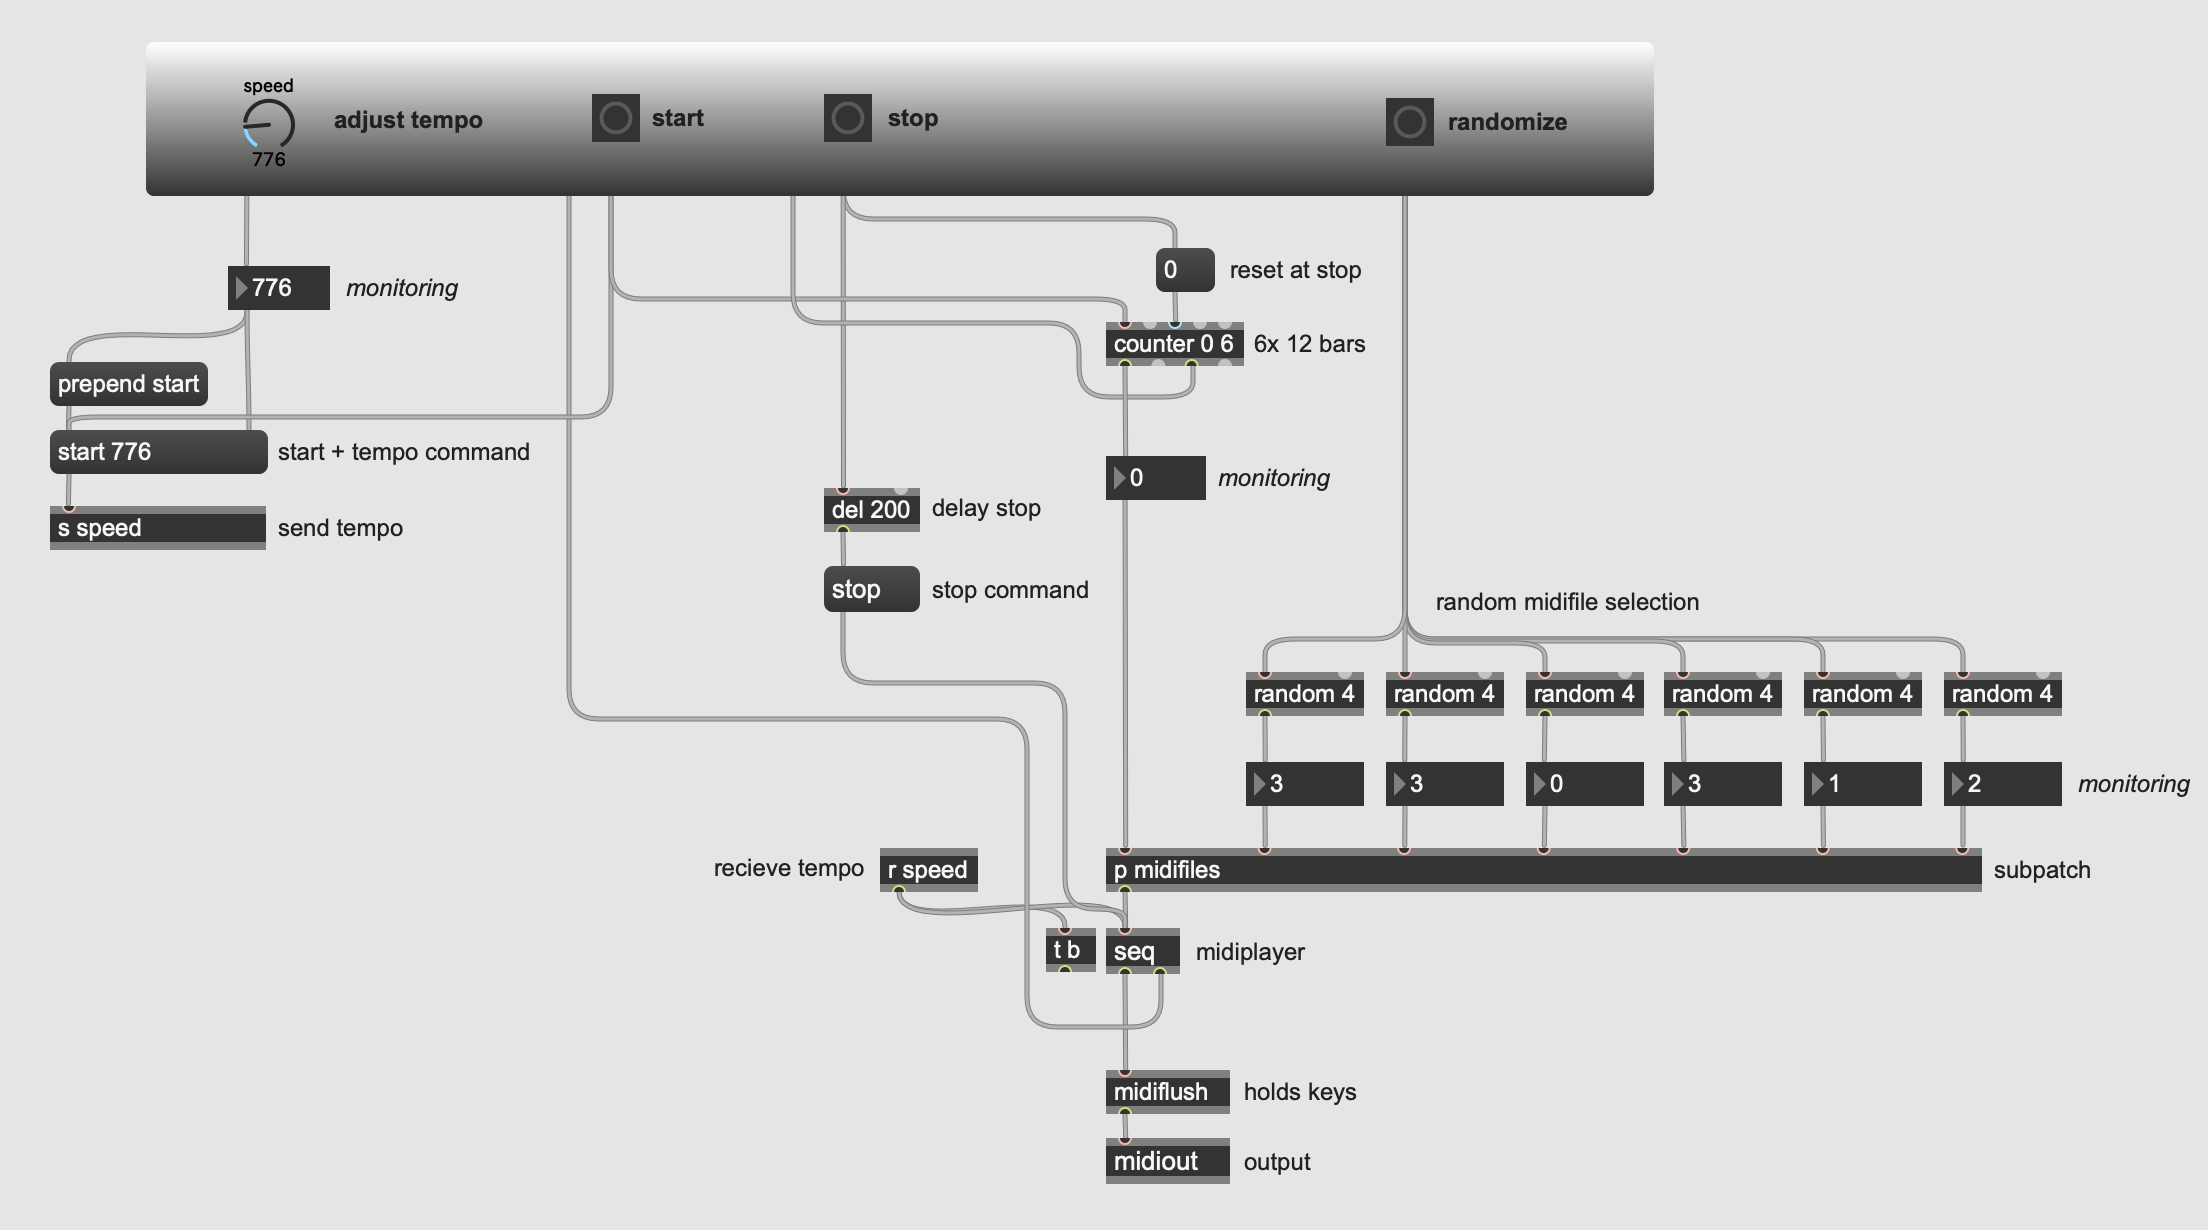 speed
776
adjust tempo
start
stop
randomize
0
reset at stop
776
monitoring
counter 0 6
6x 12 bars
prepend start
start 776
start + tempo command
0
monitoring
s speed
send tempo
del 200
delay stop
stop
stop command
random midifile selection
random 4
random 4
random 4
random 4
random 4
random 4
3
3
0
3
1
2
monitoring
recieve tempo
r speed
p midifiles
subpatch
t b
seq
midiplayer
midiflush
holds keys
midiout
output